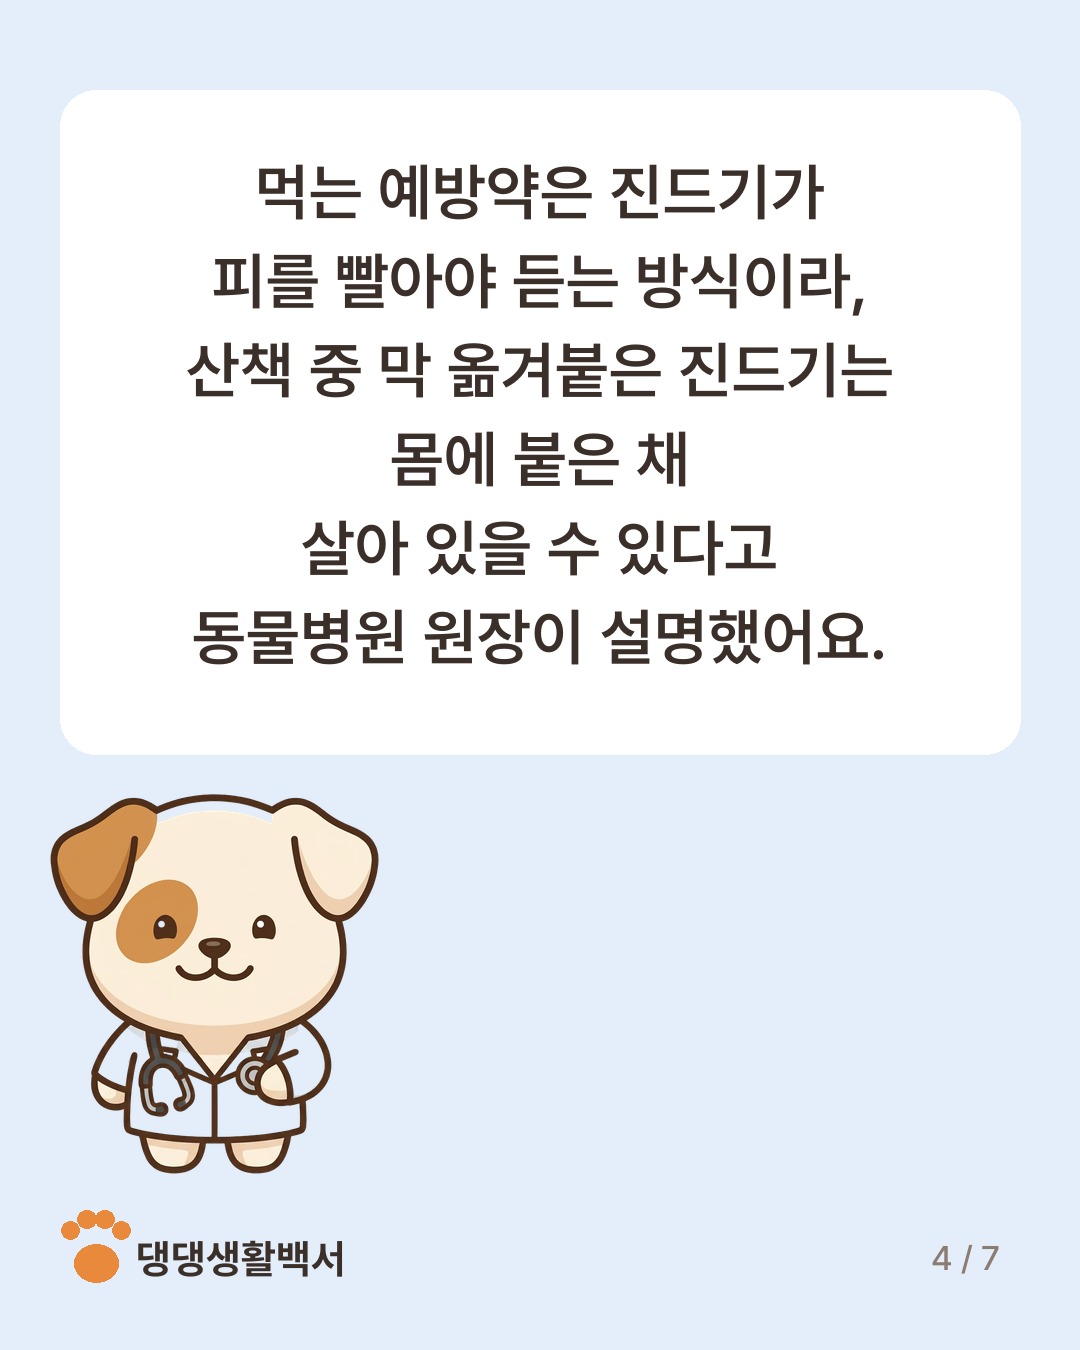 먹는 예방약은 진드기가
피를 빨아야 듣는 방식이라,
산책 중 막 옮겨붙은 진드기는
몸에 붙은 채
살아 있을 수 있다고
동물병원 원장이 설명했어요.
댕댕생활백서
4 / 7